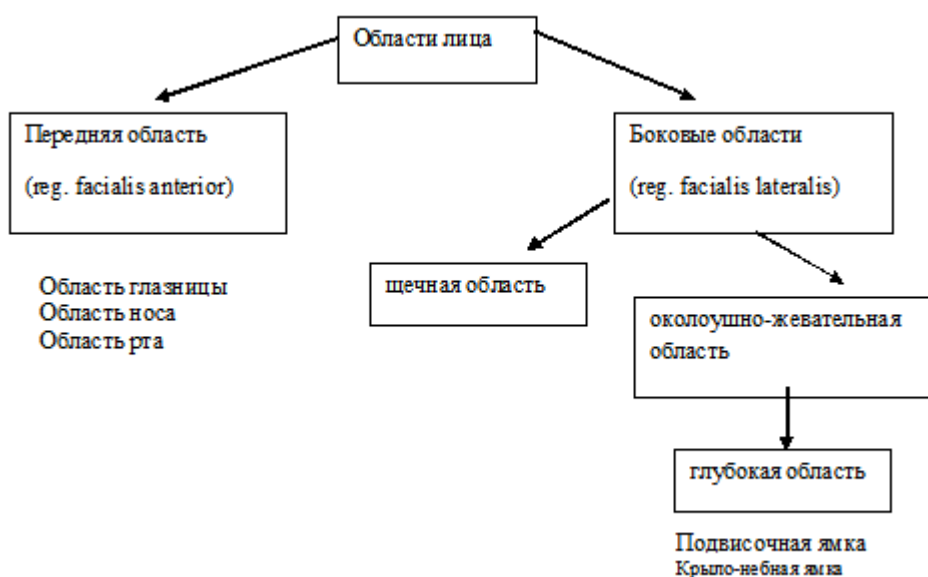 Области лица
Передняя область
(reg. facialis anterior)
Боковые области
(reg. facialis lateralis)
Область глазницы
Область носа
Область рта
щечная область
околоушно-жевательная
область
глубокая область
Подвисочная ямка
Крыло-небная ямка